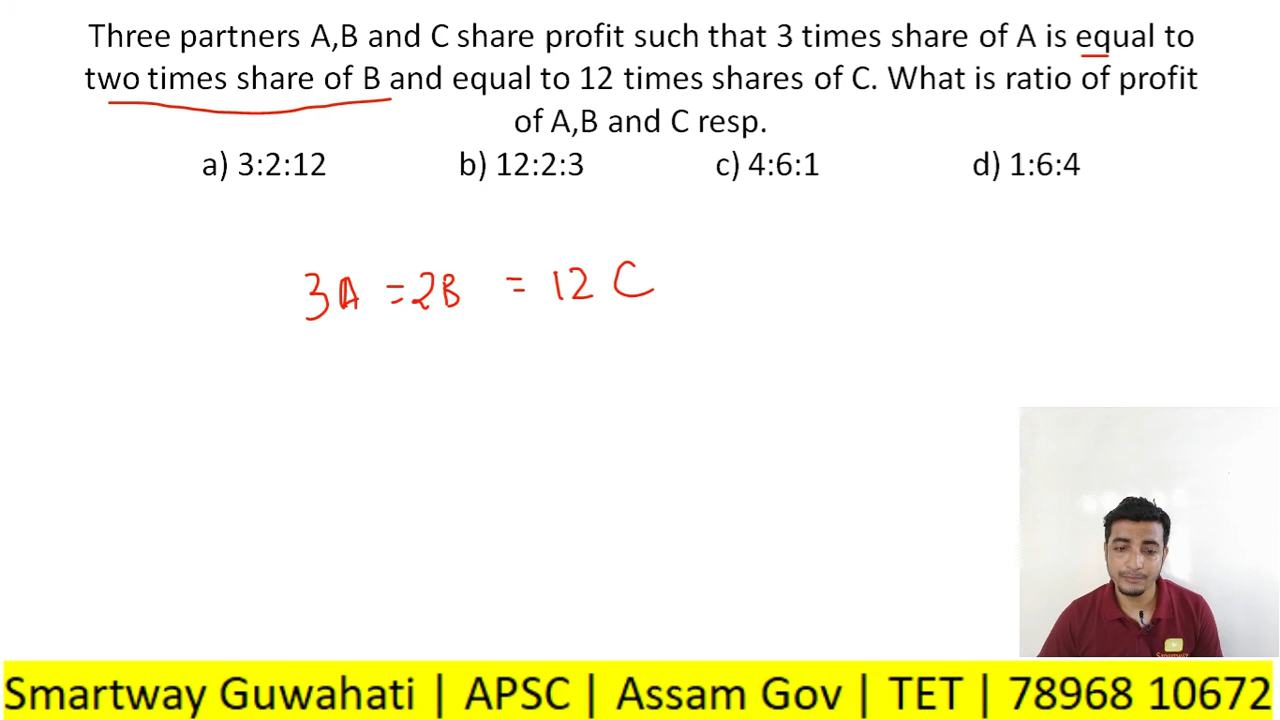 Three partners A,B and C share profit such that 3 times share of A is equal to
two times share of B and equal to 12 times shares of C. What is ratio of profit
of A,B and C resp.
a) 3:2:12 b) 12:2:3 c) 4:6:1 d) 1:6:4
3A = 2B = 12 C
Smartway Guwahati | APSC | Assam Gov | TET | 78968 10672